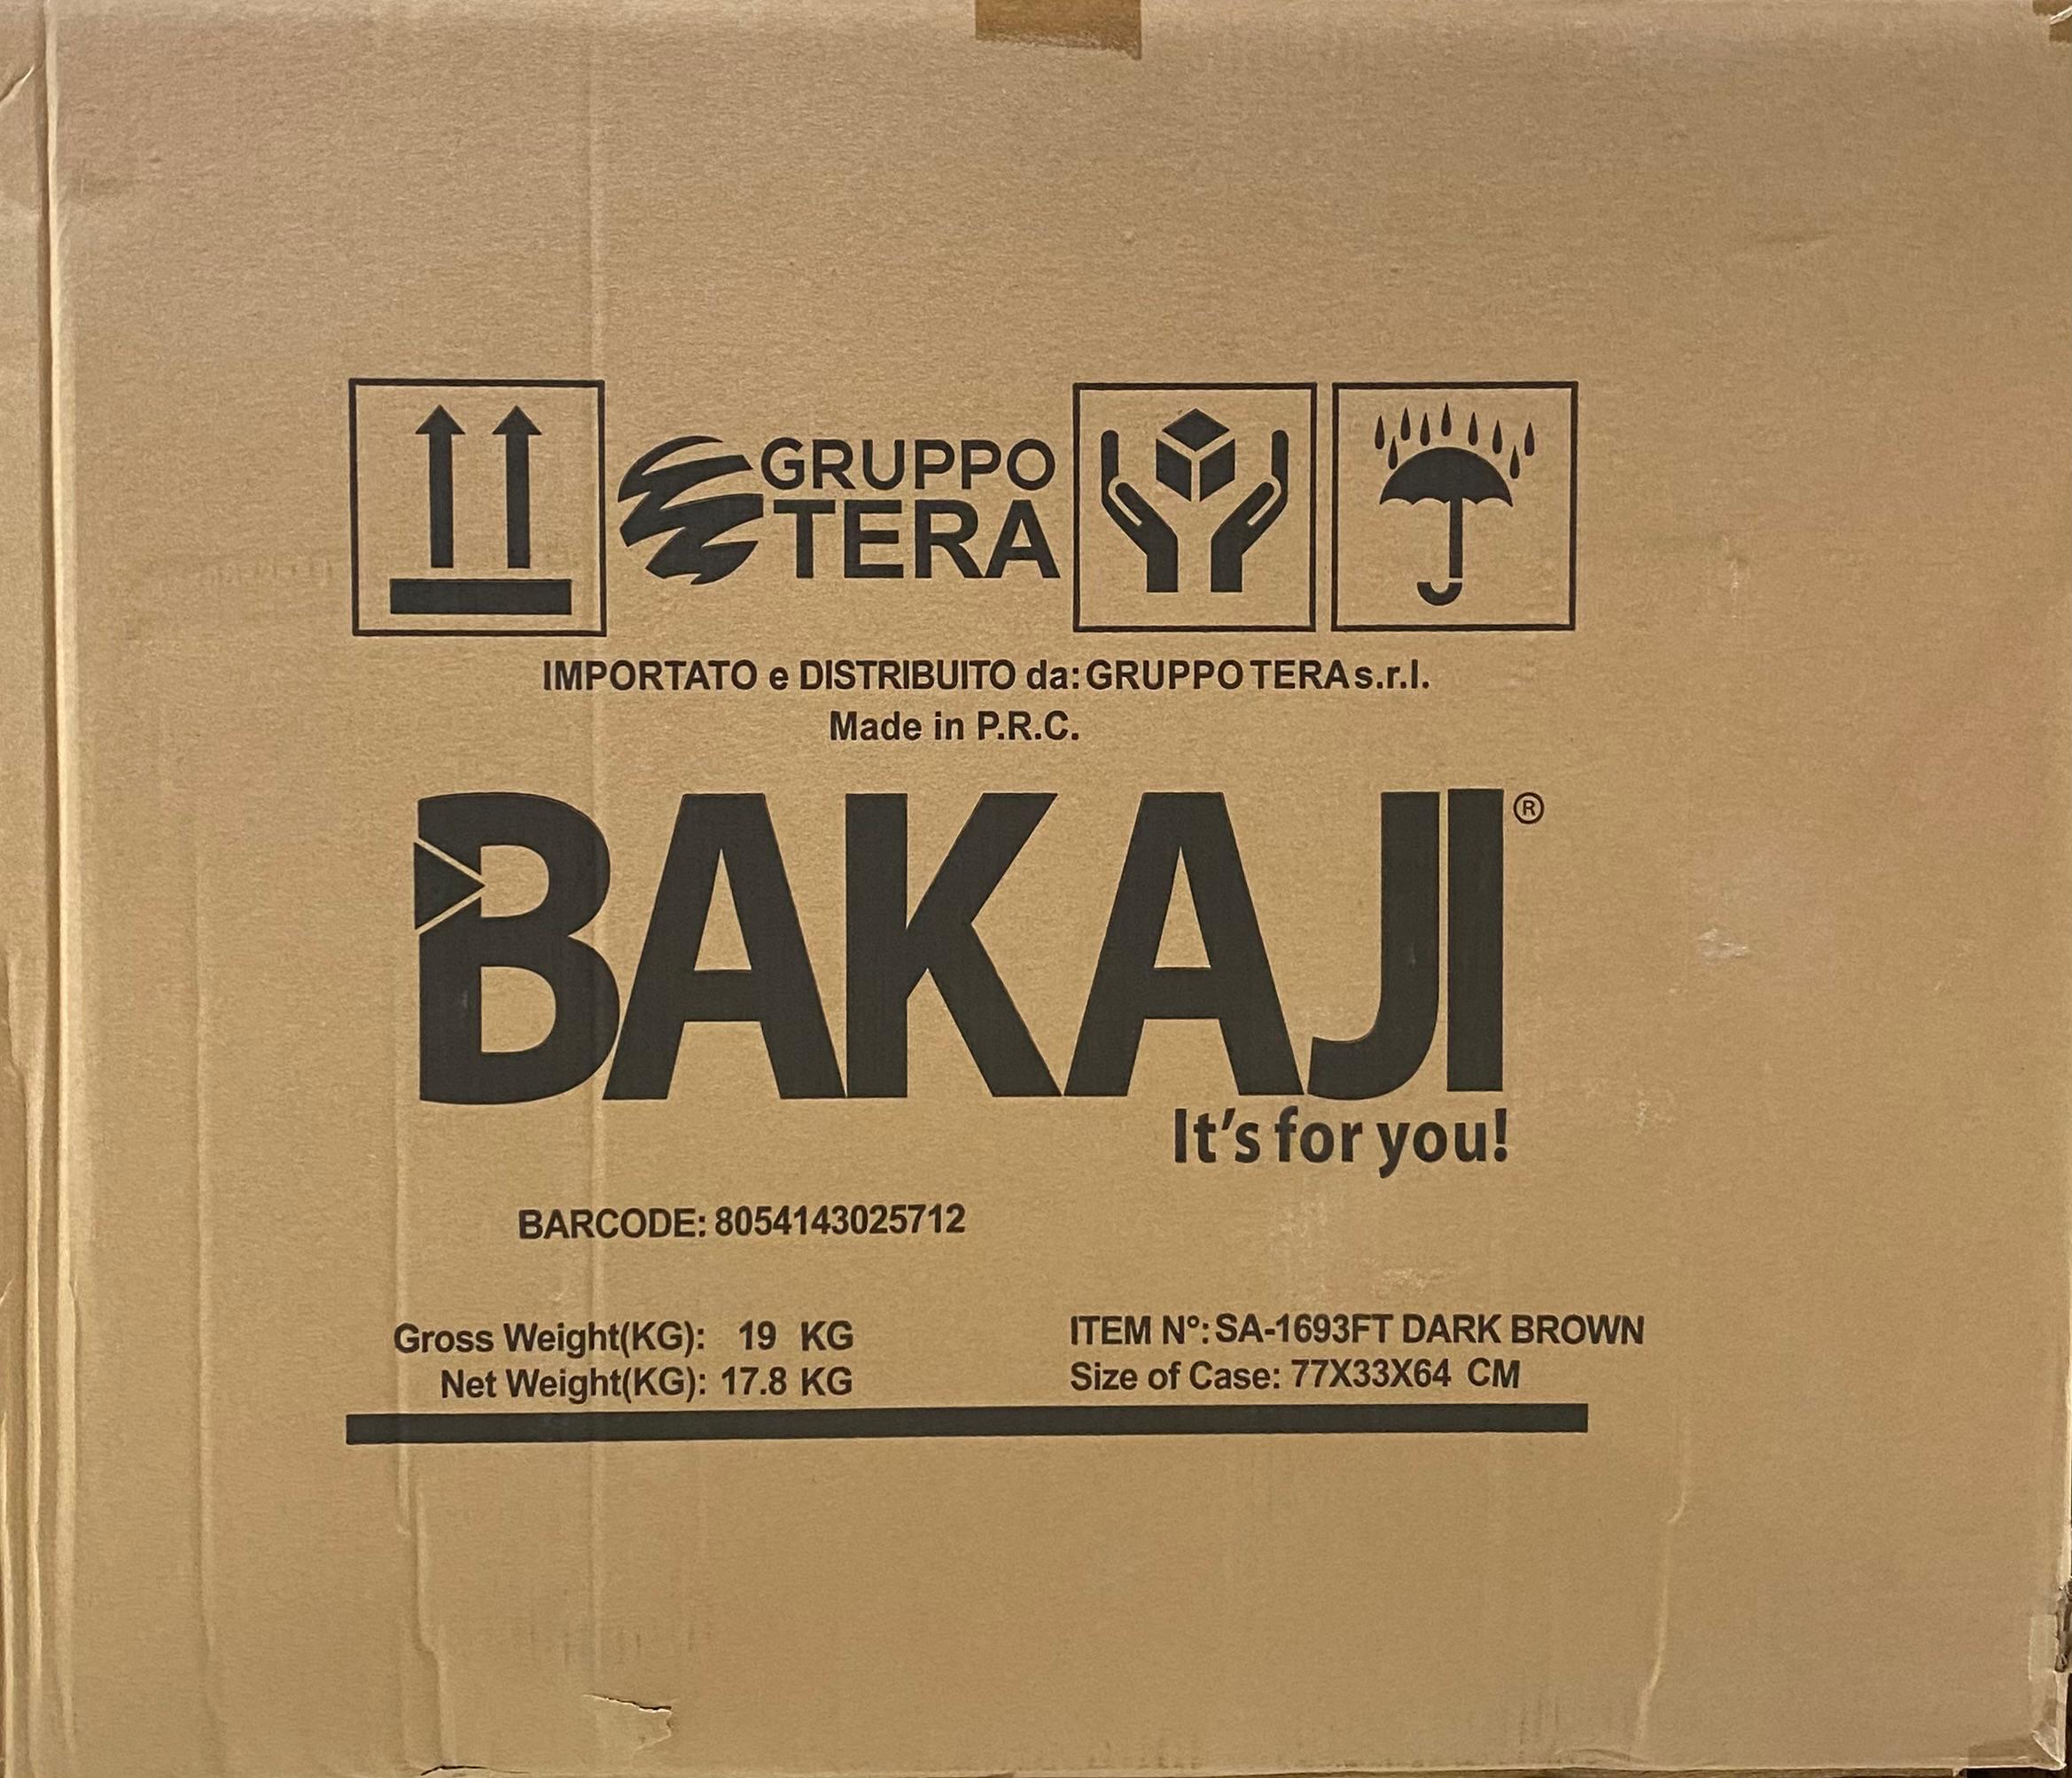 GRUPPO
TERA
IMPORTATO e DISTRIBUITO da: GRUPPO TERA s.r.l.
Made in P.R.C.
BAKAJI®
It's for you!
BARCODE: 8054143025712
Gross Weight(KG): 19 KG
Net Weight(KG): 17.8 KG
ITEM N°: SA-1693FT DARK BROWN
Size of Case: 77X33X64 CM